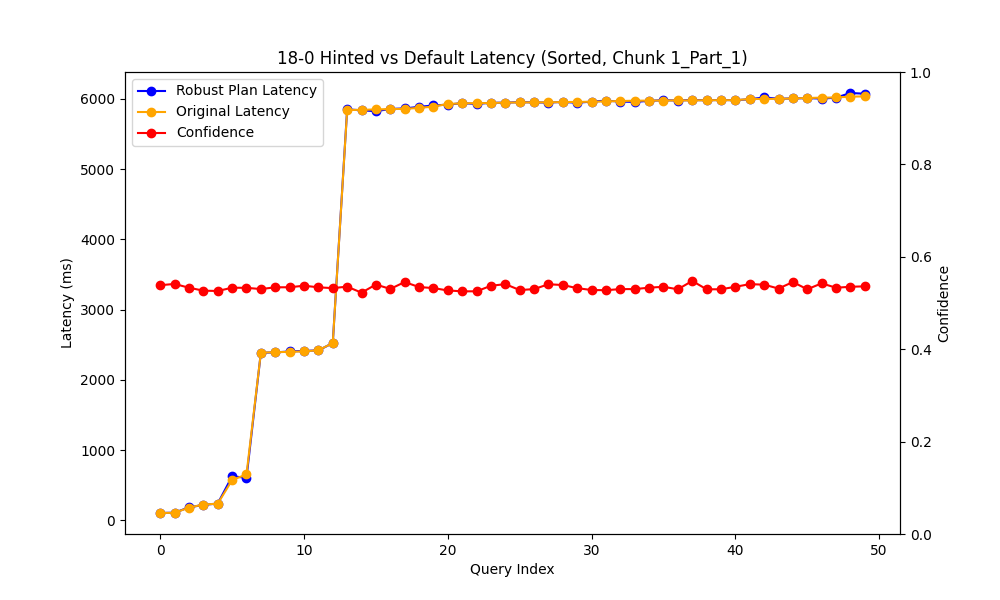 18-0 Hinted vs Default Latency (Sorted, Chunk 1_Part_1)
Robust Plan Latency
Original Latency
Confidence
Latency (ms)
6000
5000
4000
3000
2000
1000
0
1.0
0.8
0.6
0.4
0.2
0.0
Confidence
0 10 20 30 40 50
Query Index